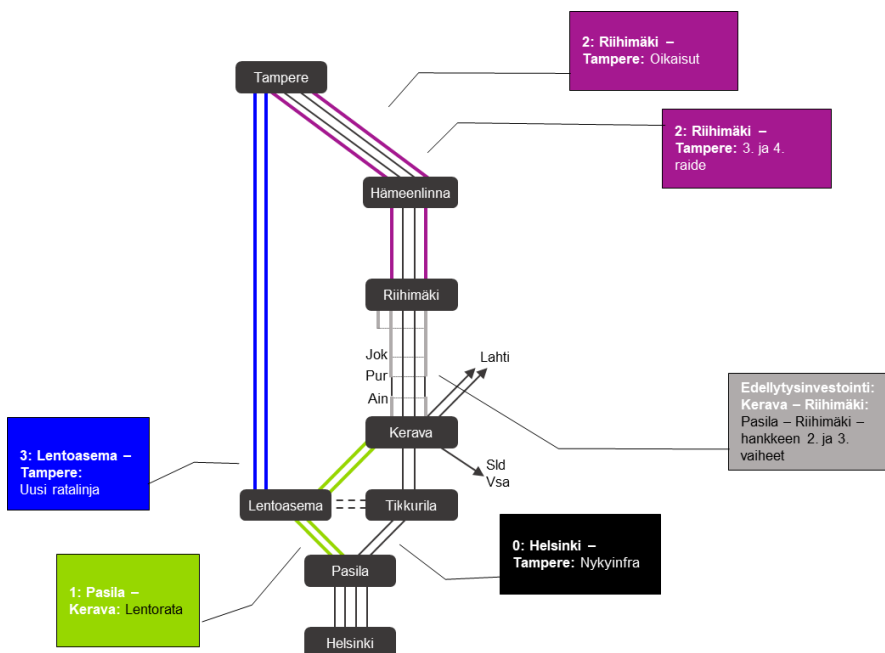 2: Riihimäki –
Tampere: Oikaisut
Tampere
2: Riihimäki –
Tampere: 3. ja 4.
raide
Hämeenlinna
Riihimäki
Jok
Lahti
Pur
Ain
Edellytysinvestointi:
Kerava – Riihimäki:
Pasila – Riihimäki –
hankkeen 2. ja 3.
vaiheet
Kerava
3: Lentoasema –
Tampere:
Uusi ratalinja
Sld
Vsa
Lentoasema
Tikkurila
0: Helsinki –
Tampere: Nykyinfra
Pasila
1: Pasila –
Kerava: Lentorata
Helsinki